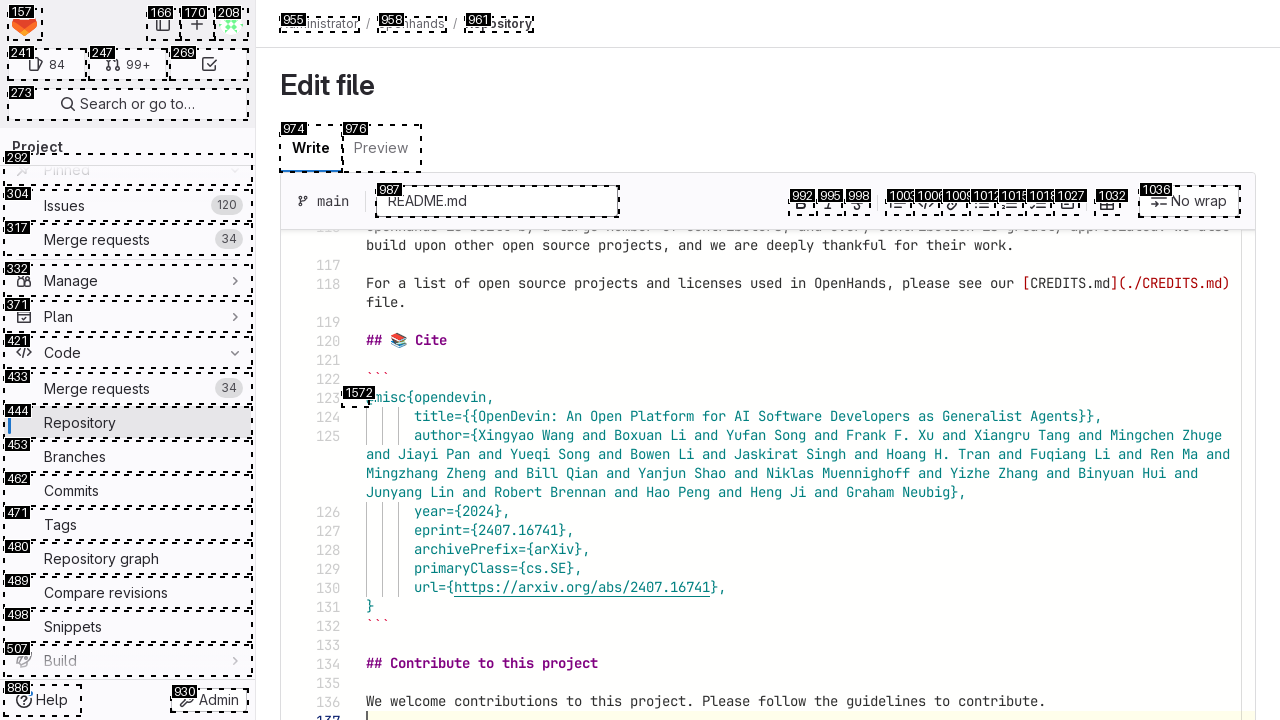 157
166
170
208
241
84
247
99+
269
273
Search or go to…
Project
292
Pinned
304
Issues
120
317
Merge requests
34
332
Manage
371
Plan
421
Code
433
Merge requests
34
444
Repository
453
Branches
462
Commits
471
Tags
480
Repository graph
489
Compare revisions
498
Snippets
507
Build
886
Help
930
Admin
955
958
961
/ /
Edit file
974
Write
976
Preview
main
987
README.md
992
995
998
1003
1006
1009
1012
1015
1018
1027
1032
1036
No wrap
build upon other open source projects, and we are deeply thankful for their work.
117
118
For a list of open source projects and licenses used in OpenHands, please see our [CREDITS.md](./CREDITS.md)
file.
119
120
## 📚 Cite
121
122
```
1572
123
misc{opendevin,
124
title={{OpenDevin: An Open Platform for AI Software Developers as Generalist Agents}},
125
author={Xingyao Wang and Boxuan Li and Yufan Song and Frank F. Xu and Xiangru Tang and Mingchen Zhuge
and Jiayi Pan and Yueqi Song and Bowen Li and Jaskirat Singh and Hoang H. Tran and Fuqiang Li and Ren Ma and
Mingzhang Zheng and Bill Qian and Yanjun Shao and Niklas Muennighoff and Yizhe Zhang and Binyuan Hui and
Junyang Lin and Robert Brennan and Hao Peng and Heng Ji and Graham Neubig},
126
year={2024},
127
eprint={2407.16741},
128
archivePrefix={arXiv},
129
primaryClass={cs.SE},
130
url={https://arxiv.org/abs/2407.16741},
131
}
132
```
133
134
## Contribute to this project
135
136
We welcome contributions to this project. Please follow the guidelines to contribute.
137